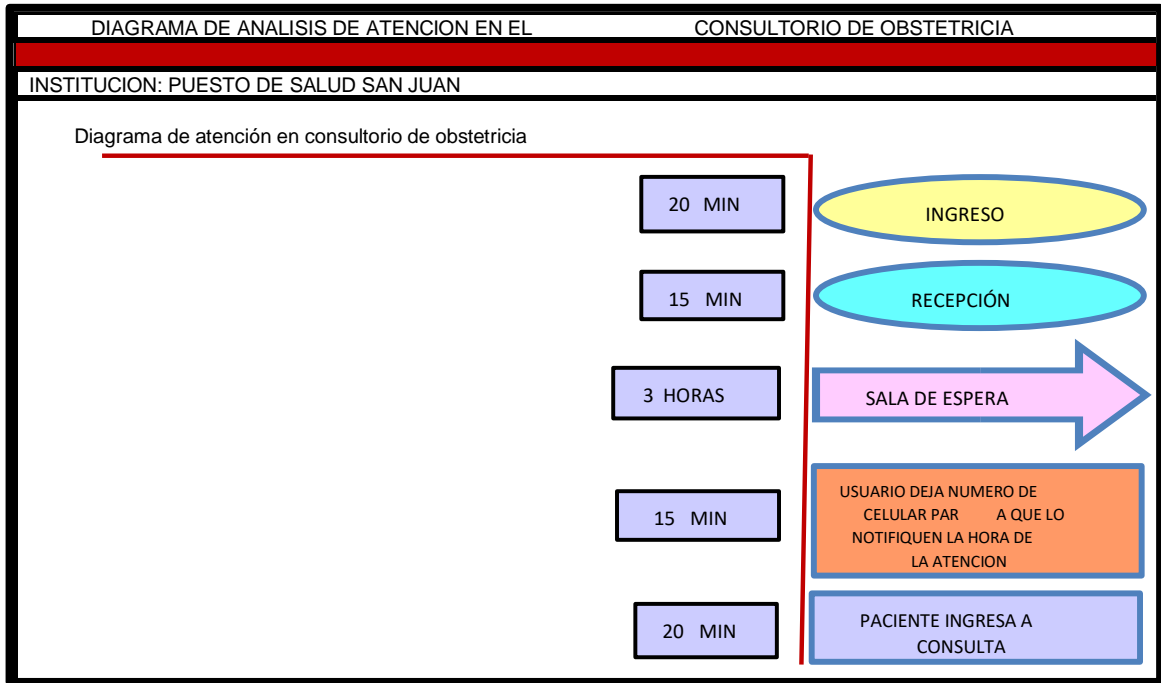 DIAGRAMA DE ANALISIS DE ATENCION EN EL CONSULTORIO DE OBSTETRICIA
INSTITUCION: PUESTO DE SALUD SAN JUAN
Diagrama de atención en consultorio de obstetricia
20 MIN
INGRESO
15 MIN
RECEPCIÓN
3 HORAS
SALA DE ESPERA
15 MIN
USUARIO DEJA NUMERO DE
CELULAR PAR A QUE LO
NOTIFIQUEN LA HORA DE
LA ATENCION
20 MIN
PACIENTE INGRESA A
CONSULTA